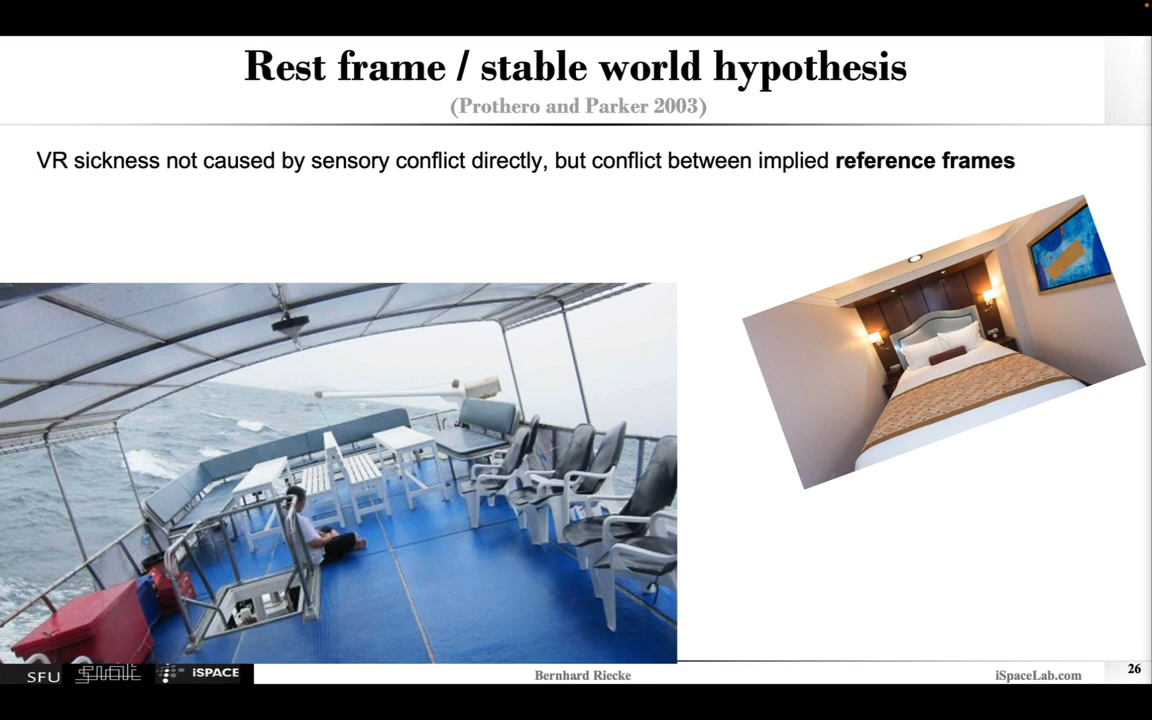 Rest frame / stable world hypothesis
(Prothero and Parker 2003)
VR sickness not caused by sensory conflict directly, but conflict between implied reference frames
SFU
iSPACE
Bernhard Riecke
iSpaceLab.com
26